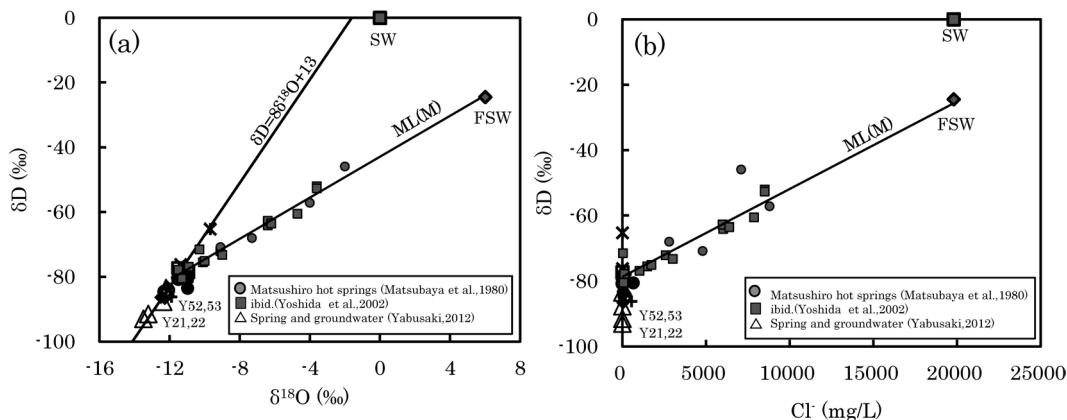 (a)
0
-20
-40
-60
-80
-100
δD (‰)
-16
-12
-8
-4
0
4
8
δ¹⁸O (‰)
δD=8δ¹⁸O+13
SW
ML(M)
FSW
Y52,53
Y21,22
Matsushiro hot springs (Matsubaya et al.,1980)
ibid.(Yoshida et al.,2002)
Spring and groundwater (Yabusaki,2012)
(b)
0
-20
-40
-60
-80
-100
δD (‰)
0
5000
10000
15000
20000
25000
Cl⁻ (mg/L)
SW
ML(M)
FSW
Y52,53
Y21,22
Matsushiro hot springs (Matsubaya et al.,1980)
ibid.(Yoshida et al.,2002)
Spring and groundwater (Yabusaki,2012)